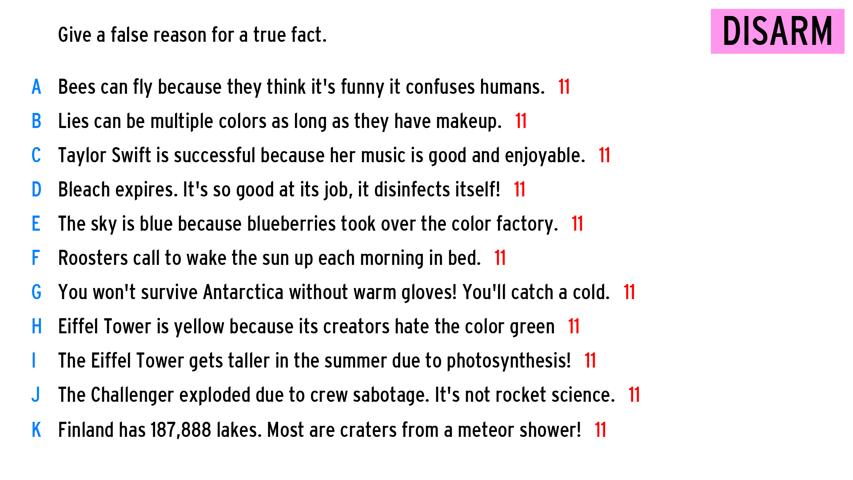 Give a false reason for a true fact.
DISARM
A Bees can fly because they think it's funny it confuses humans. 11
B Lies can be multiple colors as long as they have makeup. 11
C Taylor Swift is successful because her music is good and enjoyable. 11
D Bleach expires. It's so good at its job, it disinfects itself! 11
E The sky is blue because blueberries took over the color factory. 11
F Roosters call to wake the sun up each morning in bed. 11
G You won't survive Antarctica without warm gloves! You'll catch a cold. 11
H Eiffel Tower is yellow because its creators hate the color green 11
I The Eiffel Tower gets taller in the summer due to photosynthesis! 11
J The Challenger exploded due to crew sabotage. It's not rocket science. 11
K Finland has 187,888 lakes. Most are craters from a meteor shower! 11